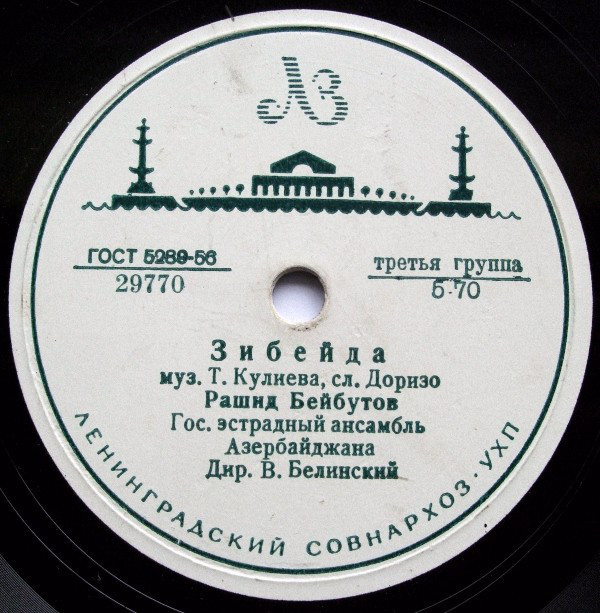 ЛЗ
ГОСТ 5289-56
29770
третья группа
5-70
Зибейда
муз. Т. Кулиева, сл. Доризо
Рашид Бейбутов
Гос. эстрадный ансамбль
Азербайджана
Дир. В. Белинский
ЛЕНИНГРАДСКИЙ СОВНАРХОЗ · УХП